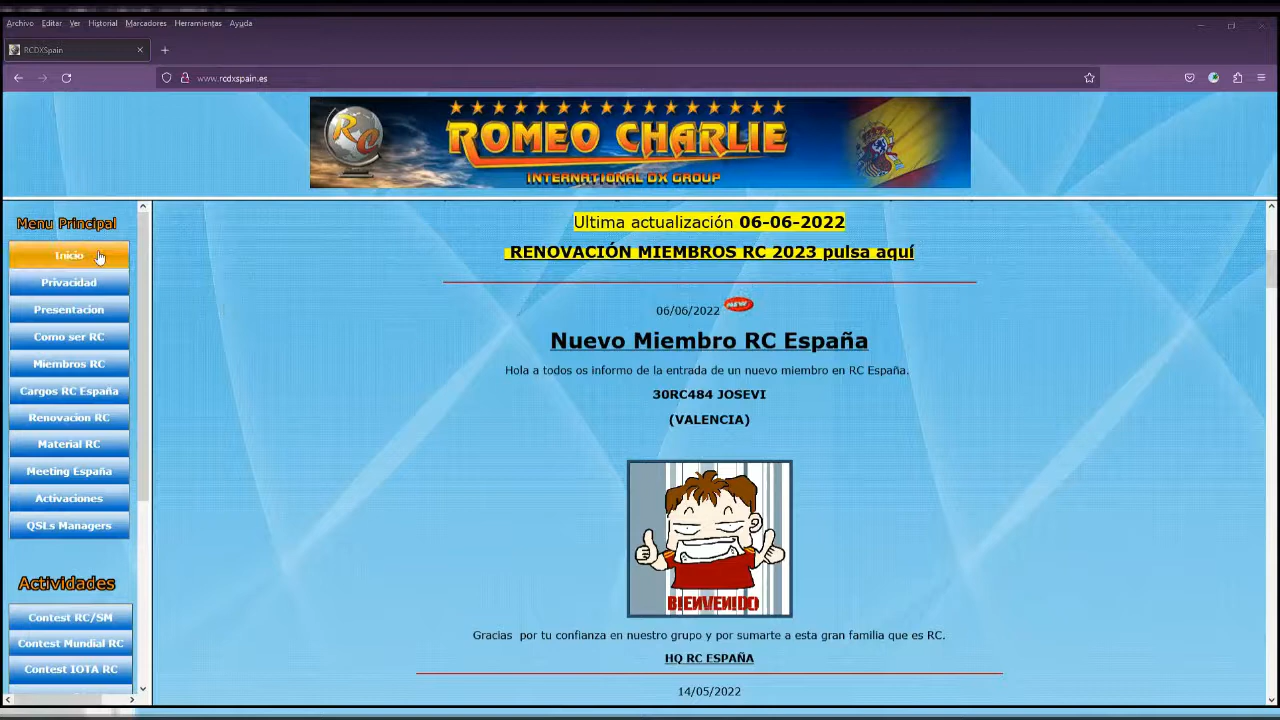 Archivo Editar Ver Historial Marcadores Herramientas Ayuda
RCDXSpain
www.rcdxspain.es
RC
ROMEO CHARLIE
INTERNATIONAL DX GROUP
Menu Principal
Inicio
Privacidad
Presentacion
Como ser RC
Miembros RC
Cargos RC España
Renovacion RC
Material RC
Meeting España
Activaciones
QSLs Managers
Actividades
Contest RC/SM
Contest Mundial RC
Contest IOTA RC
Ultima actualización 06-06-2022
RENOVACIÓN MIEMBROS RC 2023 pulsa aquí
06/06/2022 NEW
Nuevo Miembro RC España
Hola a todos os informo de la entrada de un nuevo miembro en RC España.
30RC484 JOSEVI
(VALENCIA)
BIENVENIDO
Gracias por tu confianza en nuestro grupo y por sumarte a esta gran familia que es RC.
HQ RC ESPAÑA
14/05/2022